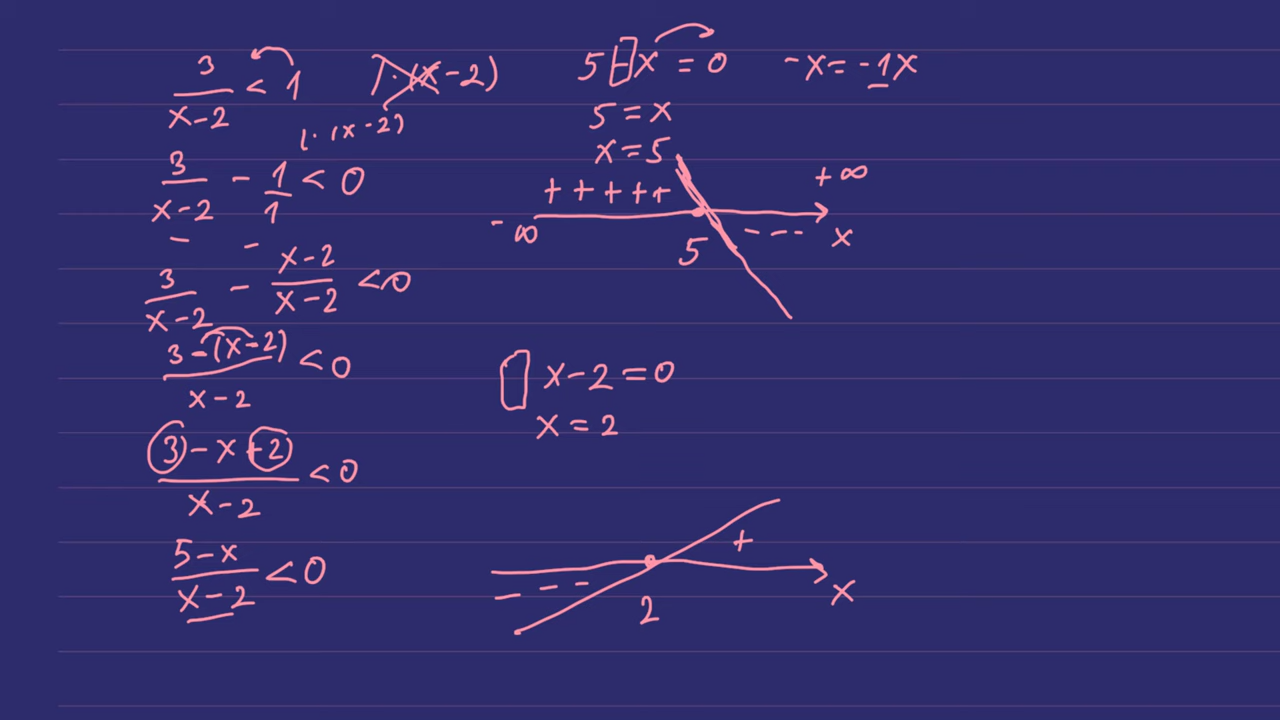 3/(x-2) < 1 /·(x-2)
/·(x-2)
3/(x-2) - 1/1 < 0
3/(x-2) - (x-2)/(x-2) < 0
(3-(x-2))/(x-2) < 0
(3-x+2)/(x-2) < 0
(5-x)/(x-2) < 0
5-x = 0 -x = -1x
5 = x
x = 5
+ + + + +
+∞
-∞
5
- - -
x
x-2 = 0
x = 2
+
- - -
2
x